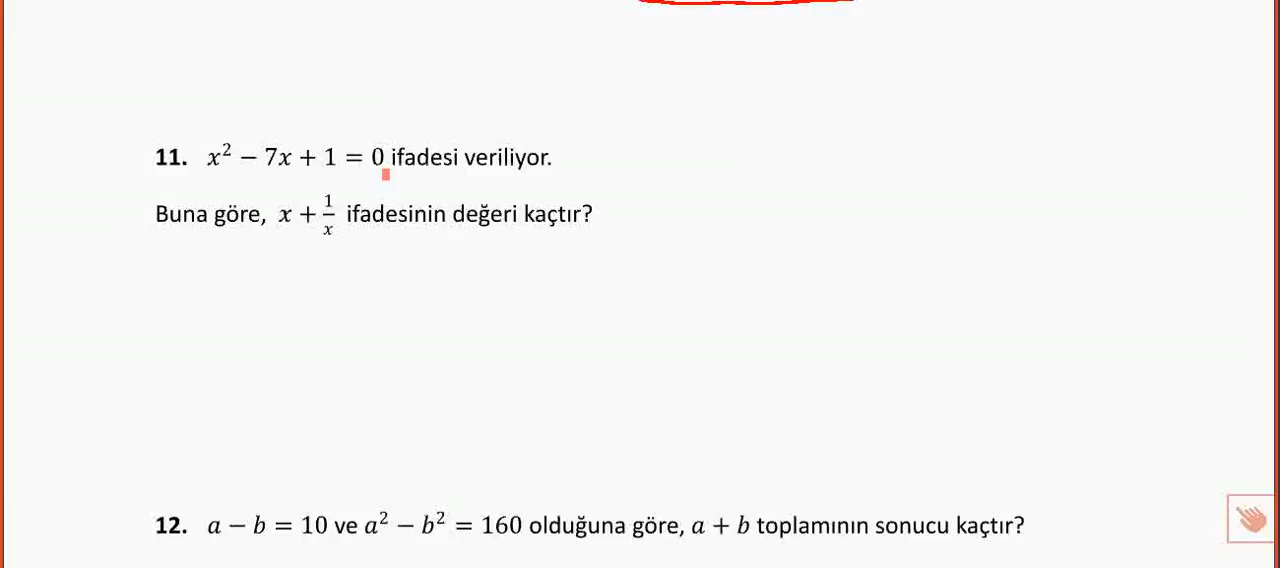 11. x² − 7x + 1 = 0 ifadesi veriliyor.
Buna göre, x + 1/x ifadesinin değeri kaçtır?
12. a − b = 10 ve a² − b² = 160 olduğuna göre, a + b toplamının sonucu kaçtır?